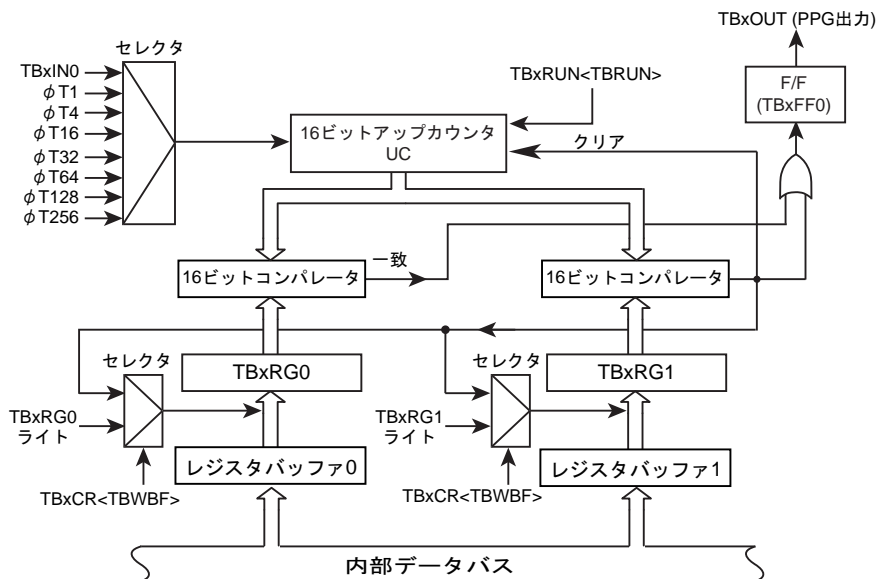 TBxOUT (PPG出力)
セレクタ
TBxIN0
φT1
φT4
φT16
φT32
φT64
φT128
φT256
TBxRUN<TBRUN>
F/F
(TBxFF0)
16ビットアップカウンタ
UC
クリア
一致
16ビットコンパレータ
16ビットコンパレータ
セレクタ
TBxRG0
セレクタ
TBxRG1
TBxRG0
ライト
TBxRG1
ライト
レジスタバッファ0
レジスタバッファ1
TBxCR<TBWBF>
TBxCR<TBWBF>
内部データバス